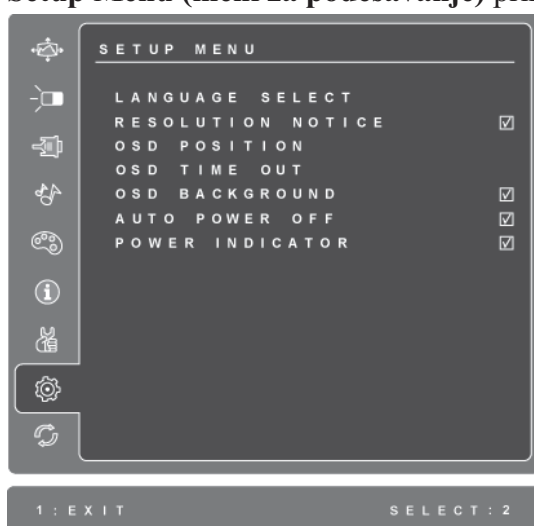 Setup Menu (meni za podešavanje)
SETUP MENU
LANGUAGE SELECT
RESOLUTION NOTICE
OSD POSITION
OSD TIME OUT
OSD BACKGROUND
AUTO POWER OFF
POWER INDICATOR
1:EXIT SELECT:2